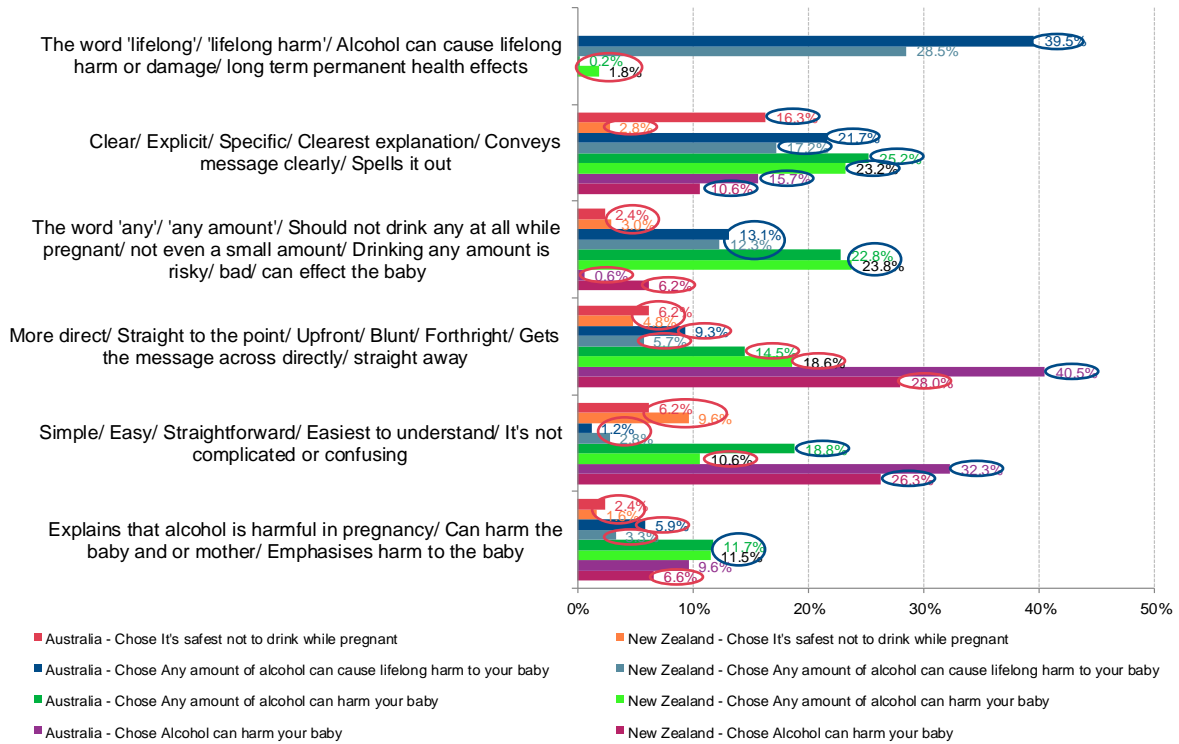 The word 'lifelong'/ 'lifelong harm'/ Alcohol can cause lifelong
harm or damage/ long term permanent health effects
39.5%
28.5%
0.2%
1.8%
Clear/ Explicit/ Specific/ Clearest explanation/ Conveys
message clearly/ Spells it out
16.3%
2.8%
21.7%
17.2%
25.2%
23.2%
15.7%
10.6%
The word 'any'/ 'any amount'/ Should not drink any at all while
pregnant/ not even a small amount/ Drinking any amount is
risky/ bad/ can effect the baby
2.4%
3.0%
13.1%
12.3%
22.8%
23.8%
0.6%
6.2%
More direct/ Straight to the point/ Upfront/ Blunt/ Forthright/ Gets
the message across directly/ straight away
6.2%
4.8%
9.3%
5.7%
14.5%
18.6%
40.5%
28.0%
Simple/ Easy/ Straightforward/ Easiest to understand/ It's not
complicated or confusing
6.2%
9.6%
1.2%
2.8%
18.8%
10.6%
32.3%
26.3%
Explains that alcohol is harmful in pregnancy/ Can harm the
baby and or mother/ Emphasises harm to the baby
2.4%
1.6%
5.9%
3.3%
11.7%
11.5%
9.6%
6.6%
0% 10% 20% 30% 40% 50%
Australia - Chose It's safest not to drink while pregnant
New Zealand - Chose It's safest not to drink while pregnant
Australia - Chose Any amount of alcohol can cause lifelong harm to your baby
New Zealand - Chose Any amount of alcohol can cause lifelong harm to your baby
Australia - Chose Any amount of alcohol can harm your baby
New Zealand - Chose Any amount of alcohol can harm your baby
Australia - Chose Alcohol can harm your baby
New Zealand - Chose Alcohol can harm your baby